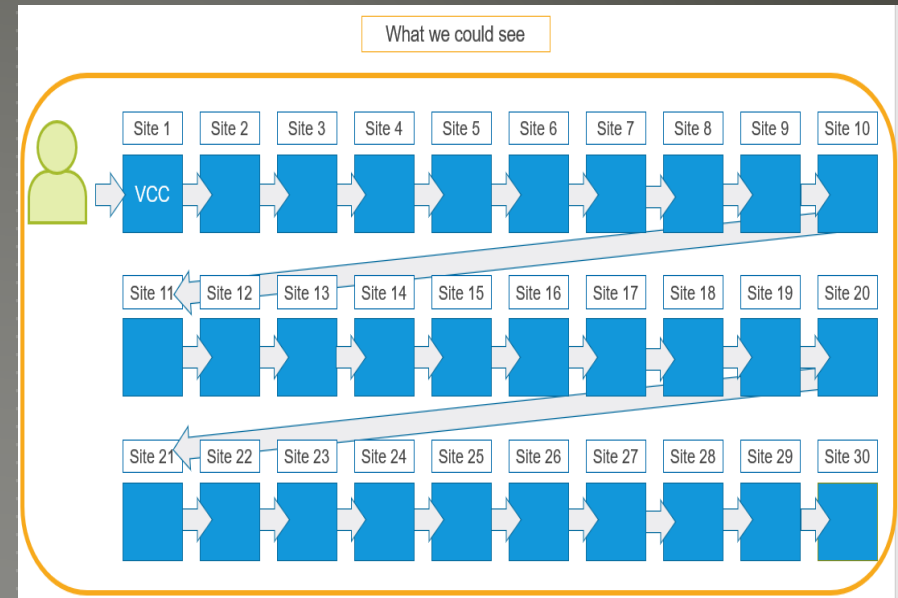 What we could see
Site 1 Site 2 Site 3 Site 4 Site 5 Site 6 Site 7 Site 8 Site 9 Site 10
VCC
Site 11 Site 12 Site 13 Site 14 Site 15 Site 16 Site 17 Site 18 Site 19 Site 20
Site 21 Site 22 Site 23 Site 24 Site 25 Site 26 Site 27 Site 28 Site 29 Site 30